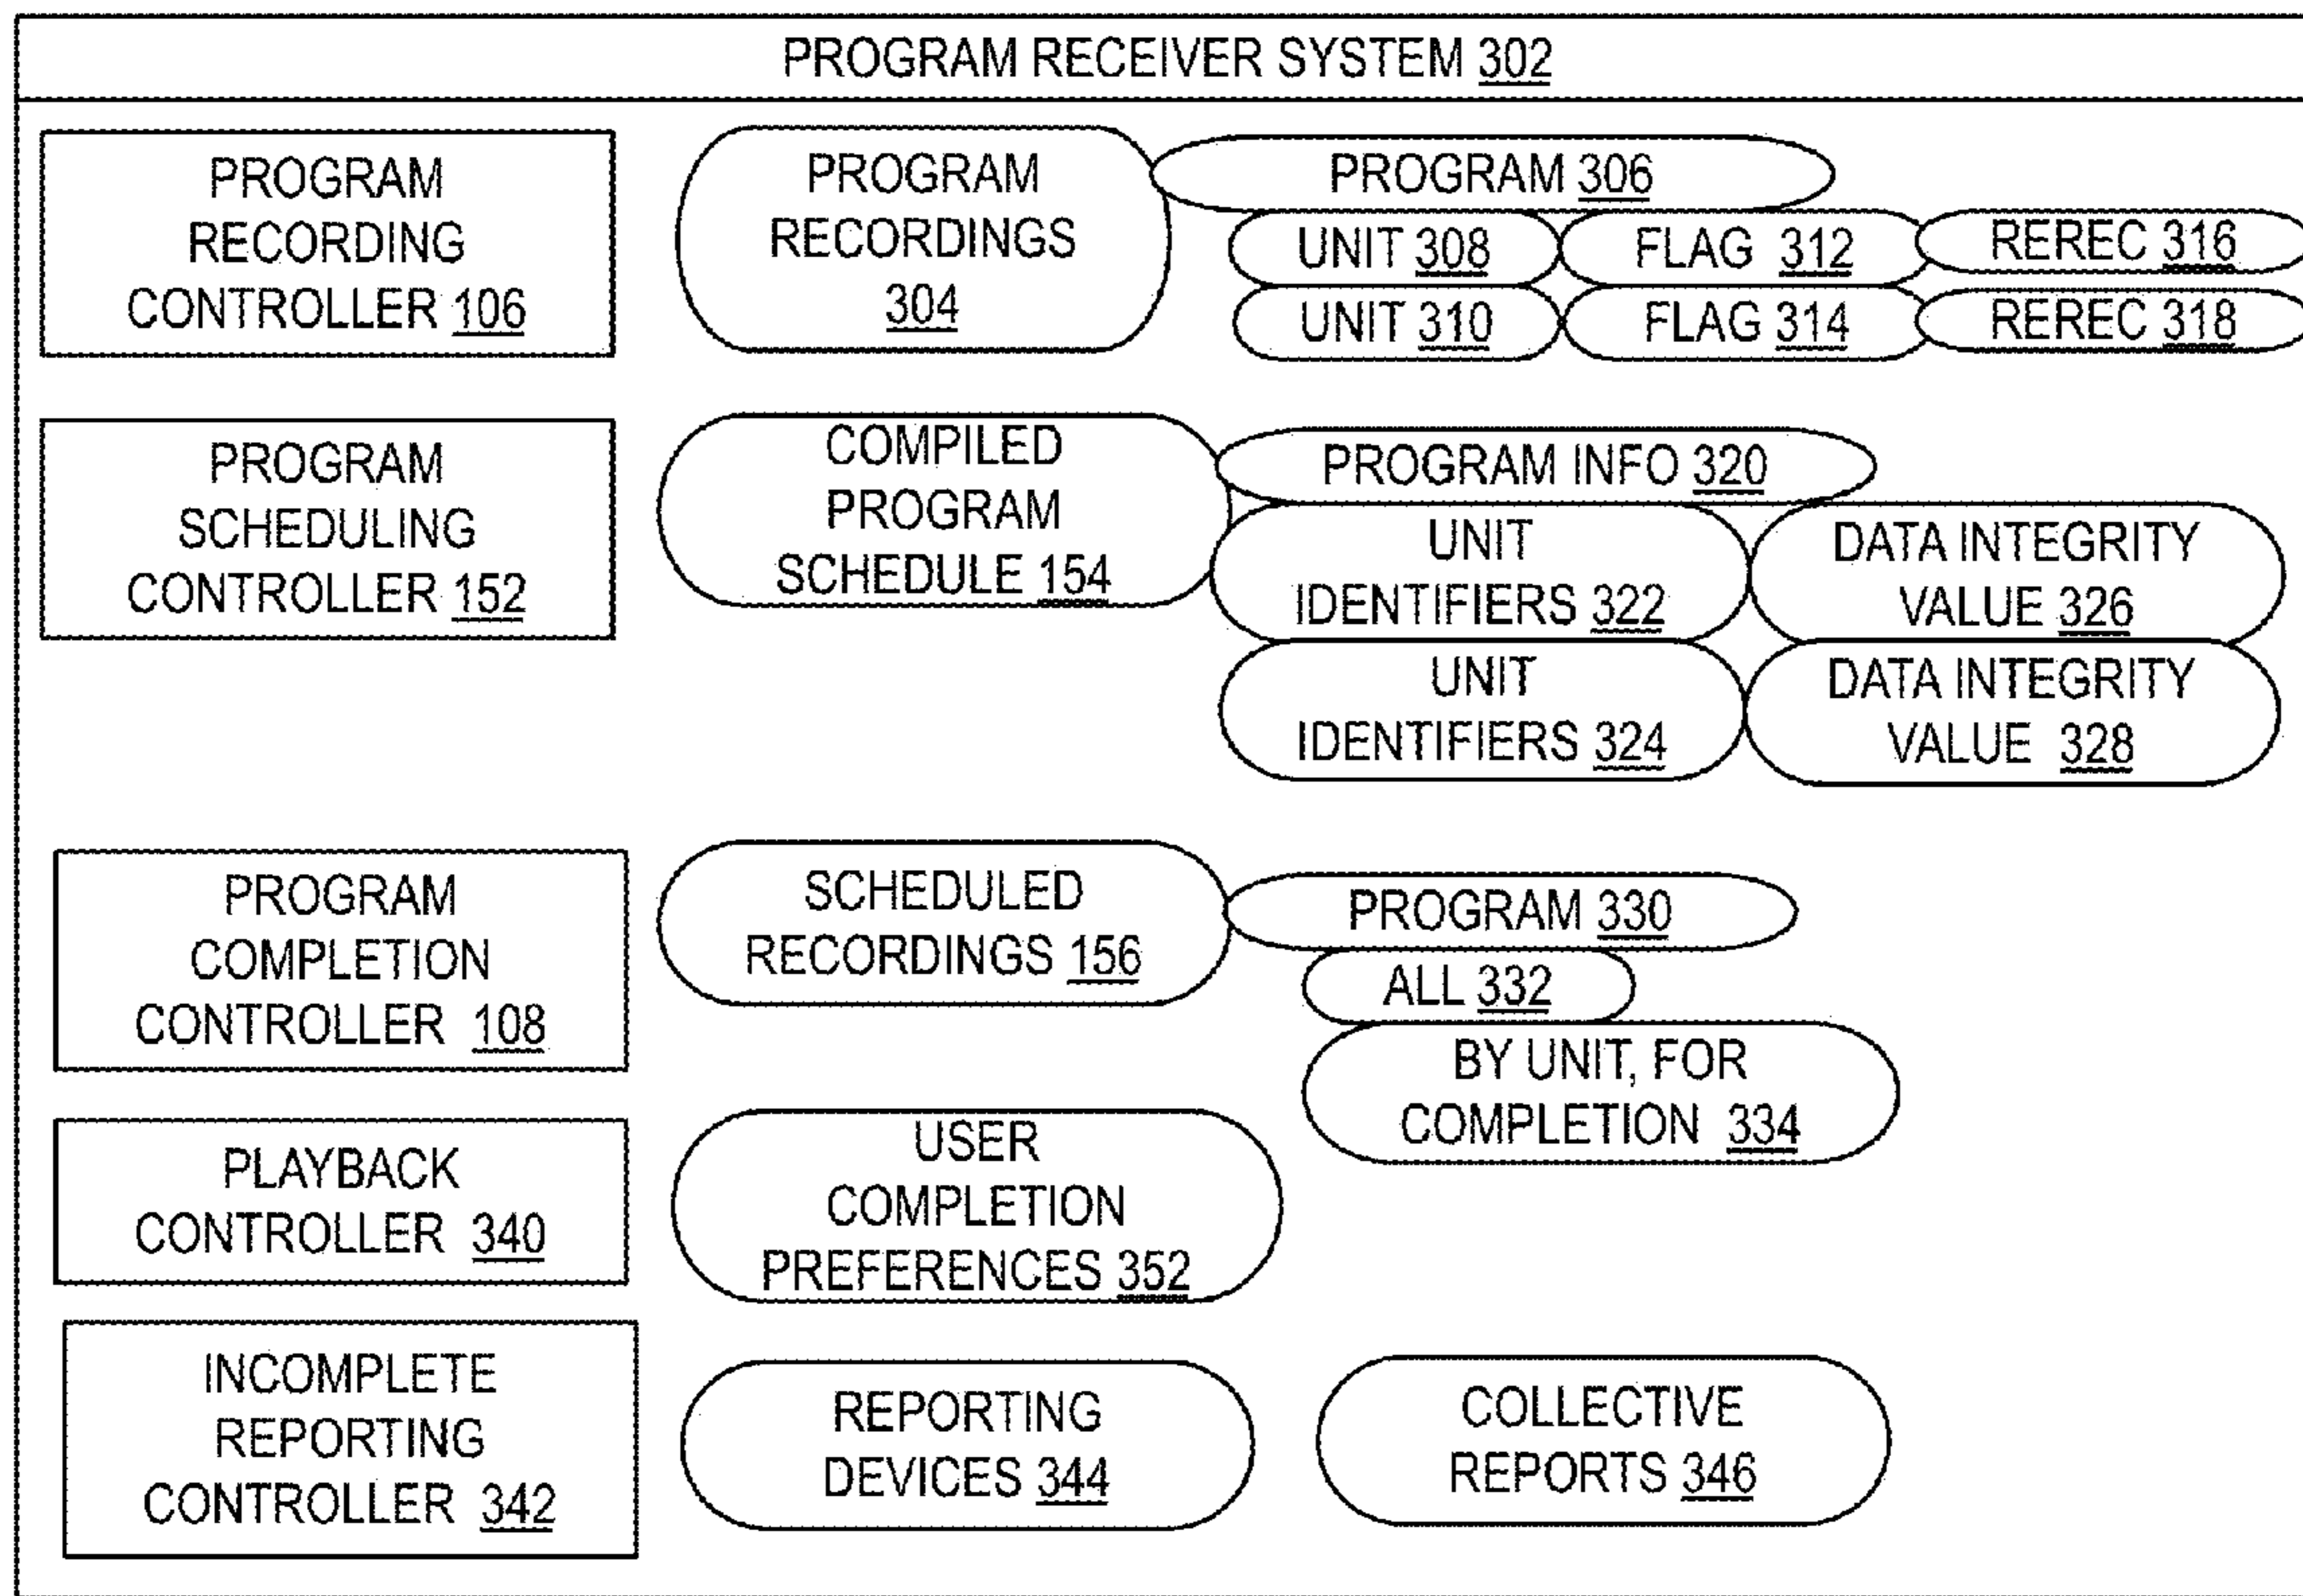 PROGRAM RECEIVER SYSTEM 302
PROGRAM
RECORDING
CONTROLLER 106
PROGRAM
RECORDINGS
304
PROGRAM 306
UNIT 308
FLAG 312
REREC 316
UNIT 310
FLAG 314
REREC 318
PROGRAM
SCHEDULING
CONTROLLER 152
COMPILED
PROGRAM
SCHEDULE 154
PROGRAM INFO 320
UNIT
IDENTIFIERS 322
DATA INTEGRITY
VALUE 326
UNIT
IDENTIFIERS 324
DATA INTEGRITY
VALUE 328
PROGRAM
COMPLETION
CONTROLLER 108
SCHEDULED
RECORDINGS 156
PROGRAM 330
ALL 332
BY UNIT, FOR
COMPLETION 334
PLAYBACK
CONTROLLER 340
USER
COMPLETION
PREFERENCES 352
INCOMPLETE
REPORTING
CONTROLLER 342
REPORTING
DEVICES 344
COLLECTIVE
REPORTS 346